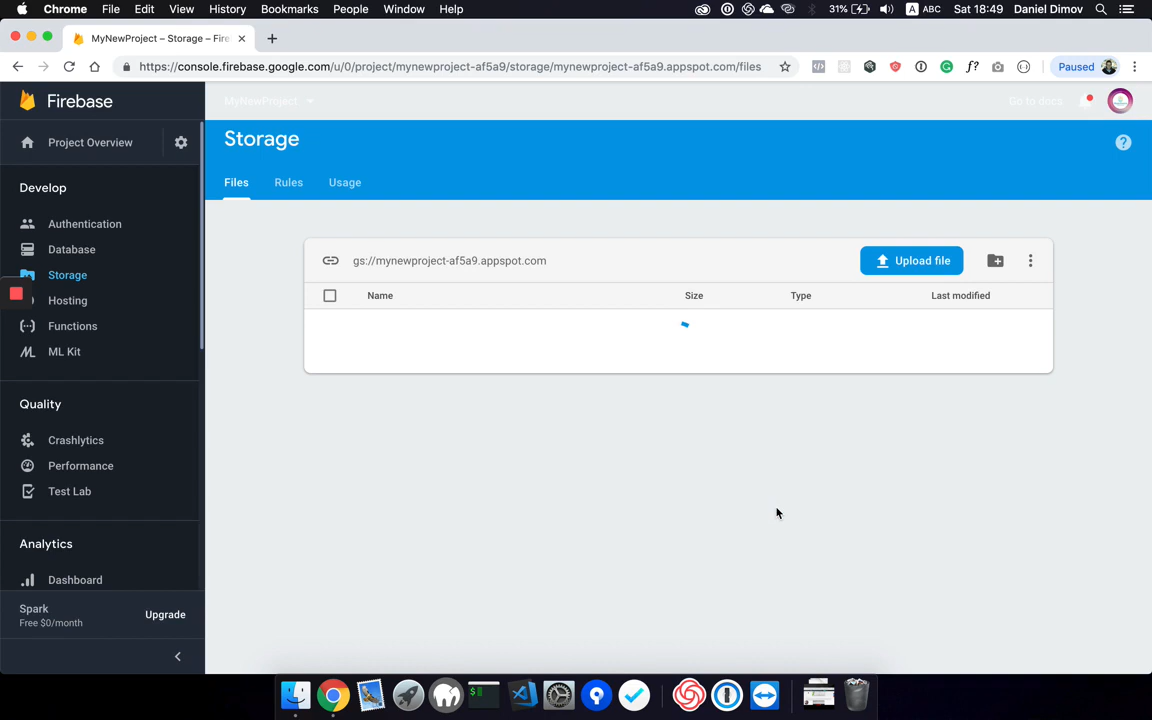 Chrome File Edit View History Bookmarks People Window Help 31% A ABC Sat 18:49 Daniel Dimov
MyNewProject – Storage – Fire
https://console.firebase.google.com/u/0/project/mynewproject-af5a9/storage/mynewproject-af5a9.appspot.com/files f? Paused
Firebase
MyNewProject
Go to docs
Project Overview
Storage
Files Rules Usage
Develop
Authentication
Database
Storage
Hosting
Functions
ML Kit
gs://mynewproject-af5a9.appspot.com Upload file
Name Size Type Last modified
Quality
Crashlytics
Performance
Test Lab
Analytics
Dashboard
Spark
Free $0/month
Upgrade